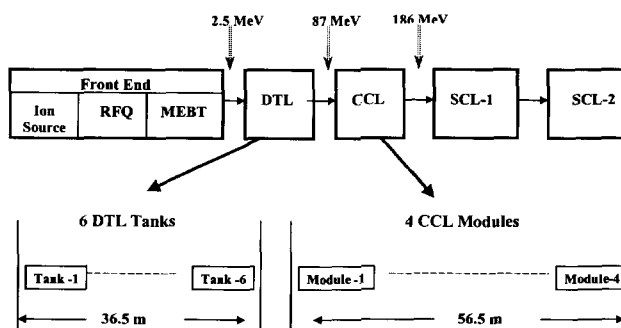 2.5 MeV 87 MeV 186 MeV
Front End
Ion Source
RFQ
MEBT
DTL
CCL
SCL-1
SCL-2
6 DTL Tanks 4 CCL Modules
Tank -1 Tank -6 Module -1 Module-4
36.5 m 56.5 m